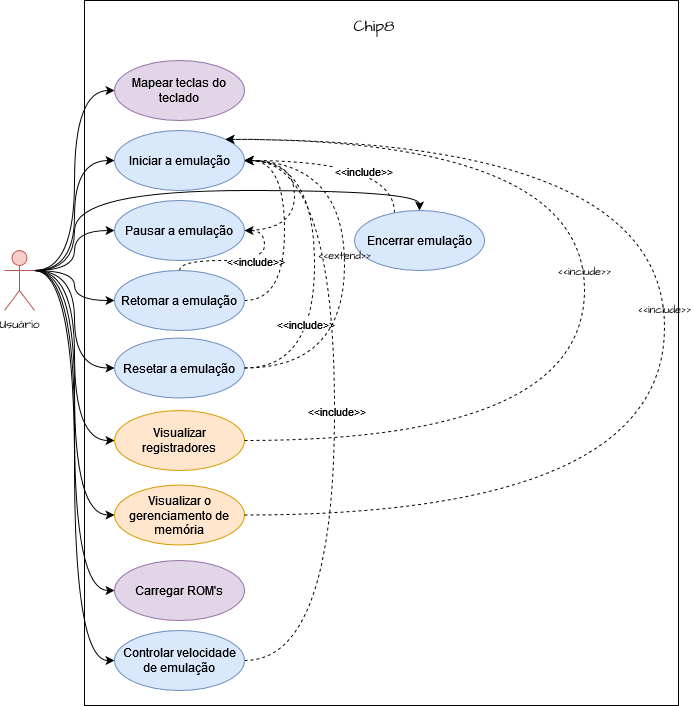 Chip8
Mapear teclas do
teclado
Iniciar a emulação
<<include>>
Pausar a emulação
Encerrar emulação
<<extend>>
<<include>>
<<include>>
Retomar a emulação
<<include>>
Usuário
<<include>>
Resetar a emulação
<<include>>
Visualizar
registradores
Visualizar o
gerenciamento de
memória
Carregar ROM's
Controlar velocidade
de emulação